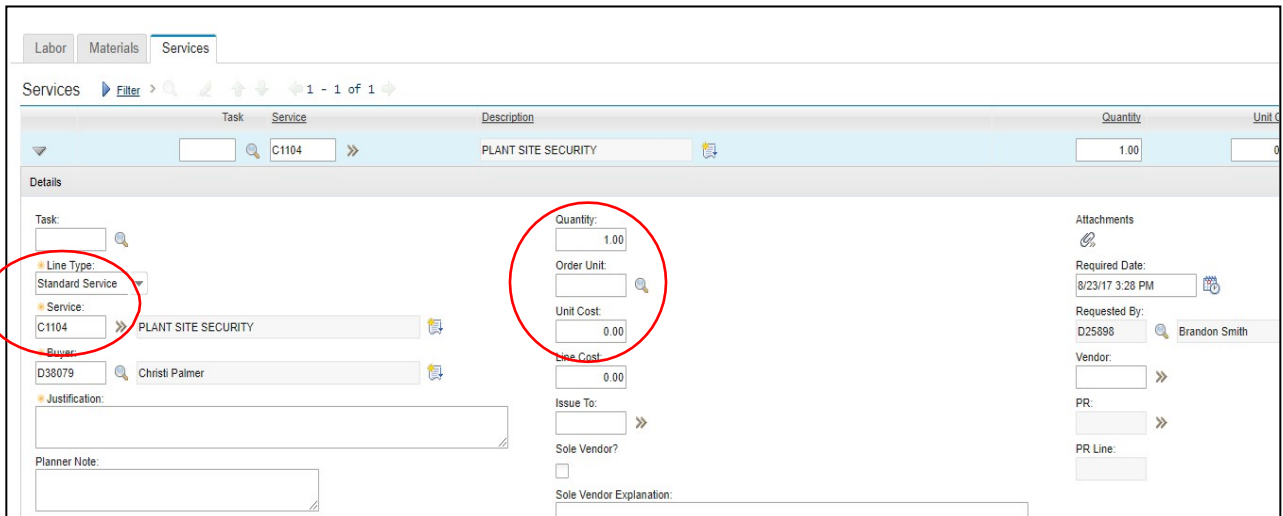 Labor Materials Services
Services Filter > 1 - 1 of 1
Task Service Description Quantity Unit C
C1104 PLANT SITE SECURITY 1.00 0
Details
Task: Quantity: Attachments
1.00
*Line Type: Order Unit: Required Date:
Standard Service 8/23/17 3:28 PM
*Service: Unit Cost: Requested By:
C1104 PLANT SITE SECURITY 0.00 D25898 Brandon Smith
*Buyer: Line Cost: Vendor:
D38079 Christi Palmer 0.00
*Justification: Issue To: PR:
Planner Note: Sole Vendor? PR Line:
Sole Vendor Explanation: